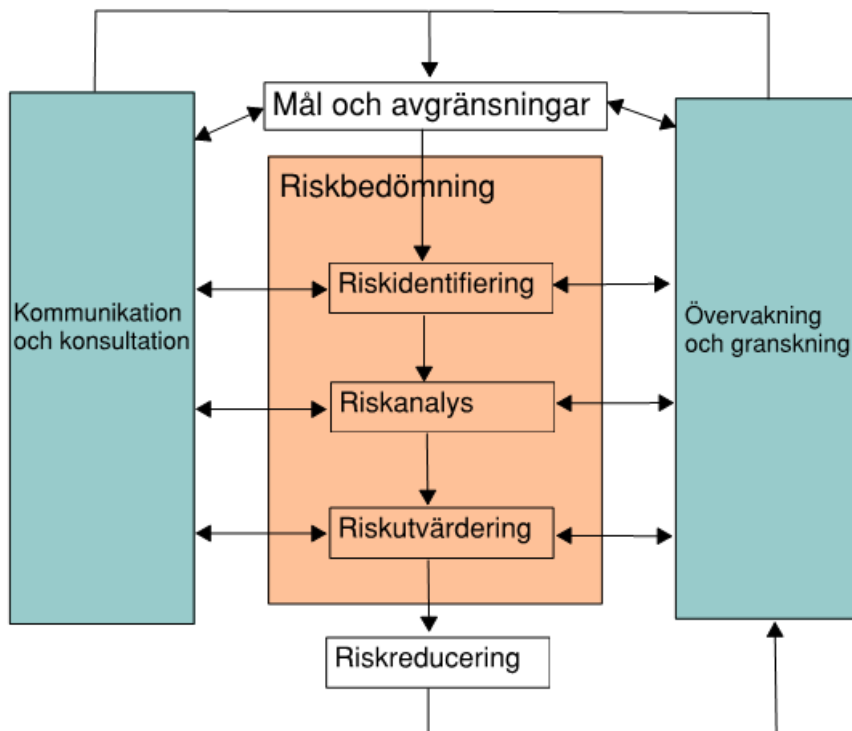 Mål och avgränsningar
Riskbedömning
Riskidentifiering
Kommunikation
och konsultation
Övervakning
och granskning
Riskanalys
Riskutvärdering
Riskreducering